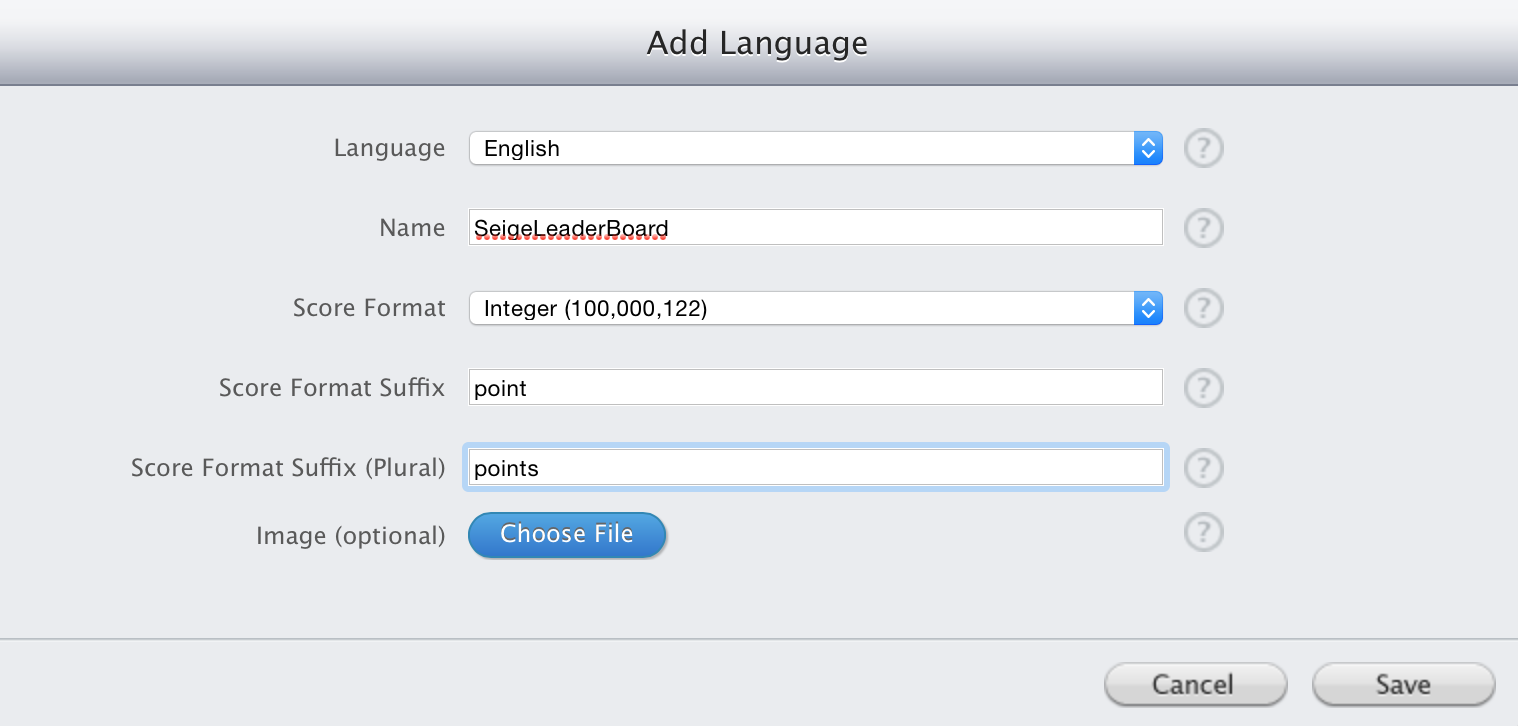 Add Language
Language English ?
Name SeigeLeaderBoard ?
Score Format Integer (100,000,122) ?
Score Format Suffix point ?
Score Format Suffix (Plural) points ?
Image (optional) Choose File ?
Cancel Save